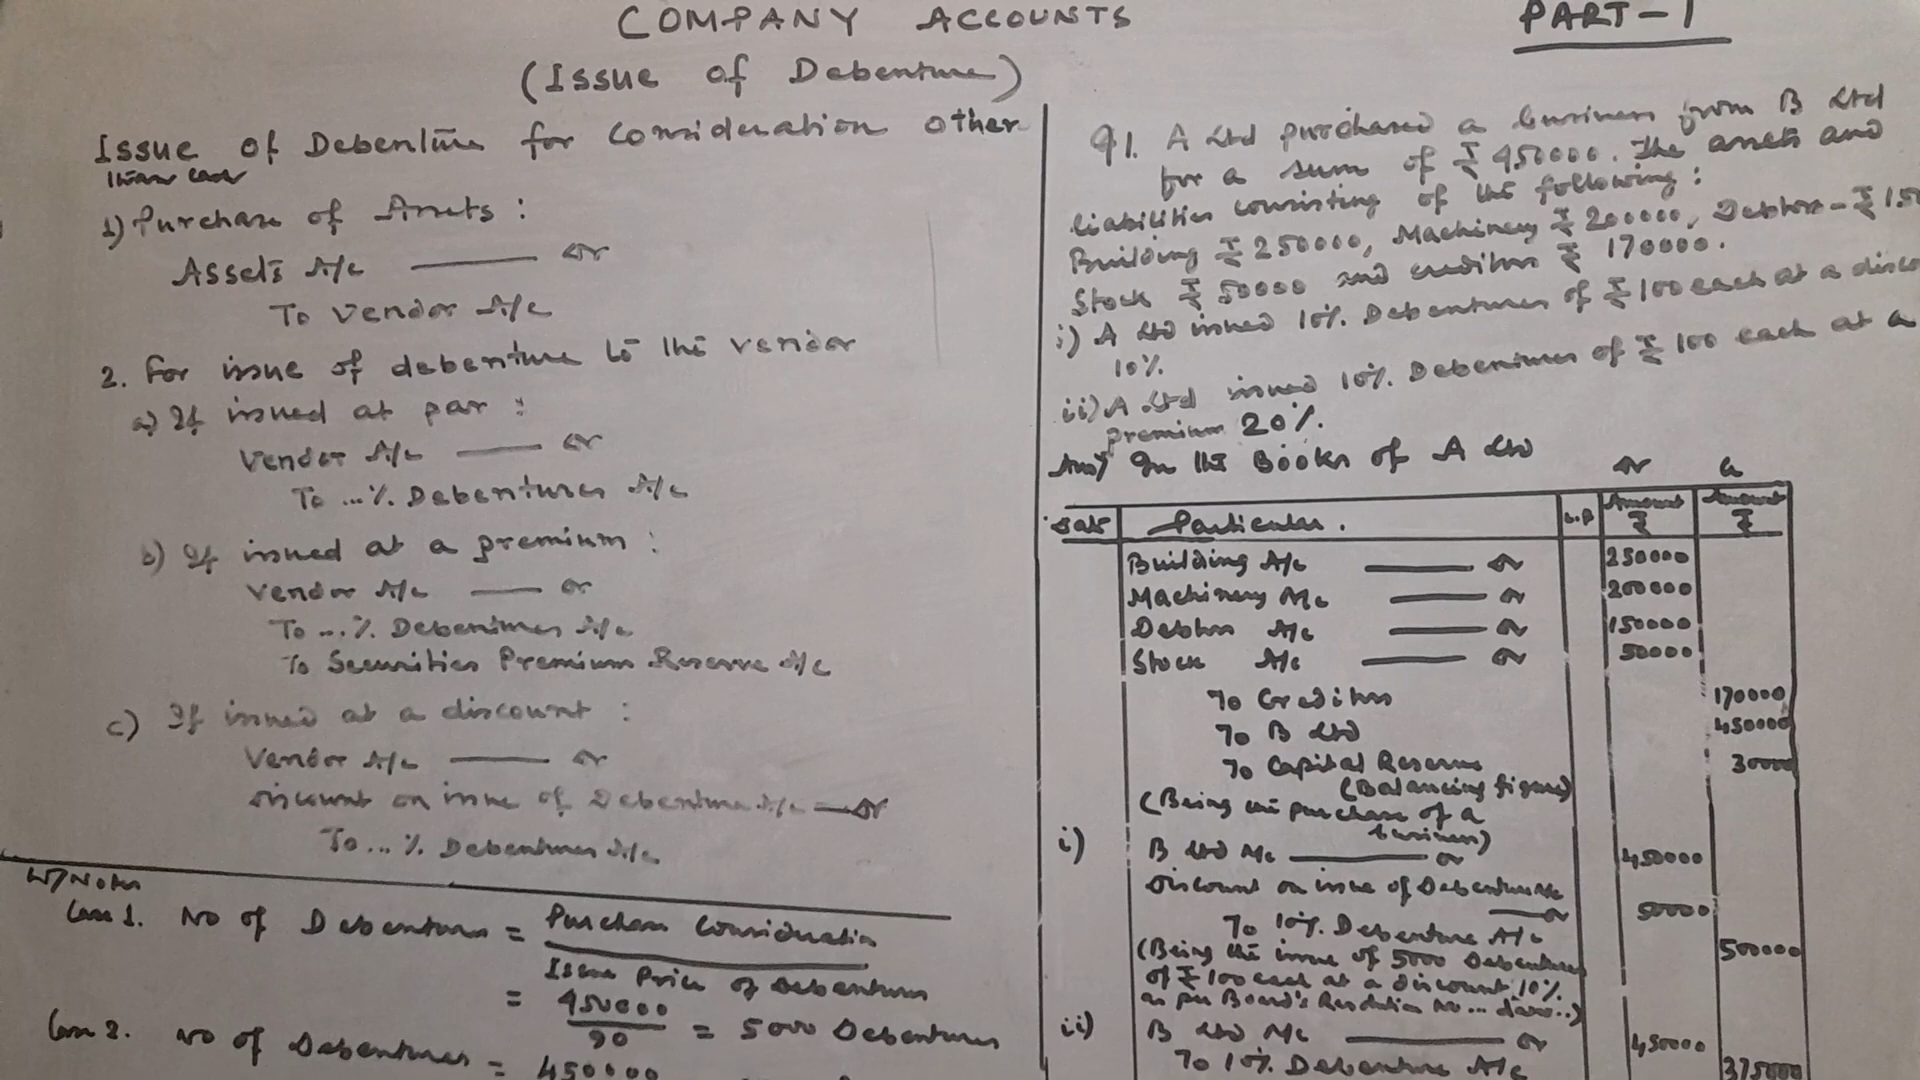 COMPANY ACCOUNTS
PART-1
(Issue of Debenture)
Issue of Debenture for Consideration other
than cash
1) Purchase of Assets :
Assets A/c ——— Dr
To Vendor A/c
2. For issue of debenture to the vendor
a) If issued at par :
Vendor A/c ——— Dr
To ...% Debentures A/c
b) If issued at a premium :
Vendor A/c ——— Dr
To ...% Debentures A/c
To Securities Premium Reserve A/c
c) If issued at a discount :
Vendor A/c ——— Dr
Discount on issue of Debenture A/c — Dr
To ...% Debentures A/c
W/Notes
Case 1. No of Debentures = Purchase Consideration
Issue Price of Debentures
= 450000
90
= 5000 Debentures
Case 2. No of Debentures = 450000
Q1. A Ltd purchased a business from B Ltd
for a sum of ₹ 450000. The assets and
liabilities consisting of the following :
Building ₹ 250000, Machinery ₹ 200000, Debtors - ₹ 150
Stock ₹ 50000 and creditors ₹ 170000.
i) A Ltd issued 10% Debentures of ₹ 100 each at a disco
10%
ii) A Ltd issued 10% Debentures of ₹ 100 each at a
premium 20%.
Ans) In the Books of A Ltd
Dr Cr
Date Particulars. L.F Amount ₹ Amount ₹
Building A/c ——— Dr 250000
Machinery A/c ——— Dr 200000
Debtors A/c ——— Dr 150000
Stock A/c ——— Dr 50000
To Creditors 170000
To B Ltd 450000
To Capital Reserve 30000
(Balancing figure)
(Being the purchase of a
business)
i) B Ltd A/c ——— Dr 450000
Discount on issue of Debenture A/c
——— Dr 50000
To 10% Debenture A/c 500000
(Being the issue of 5000 Debentures
of ₹ 100 each at a discount 10%
as per Board's Resolution No... date..)
ii) B Ltd A/c ——— Dr 450000
To 10% Debenture A/c 375000